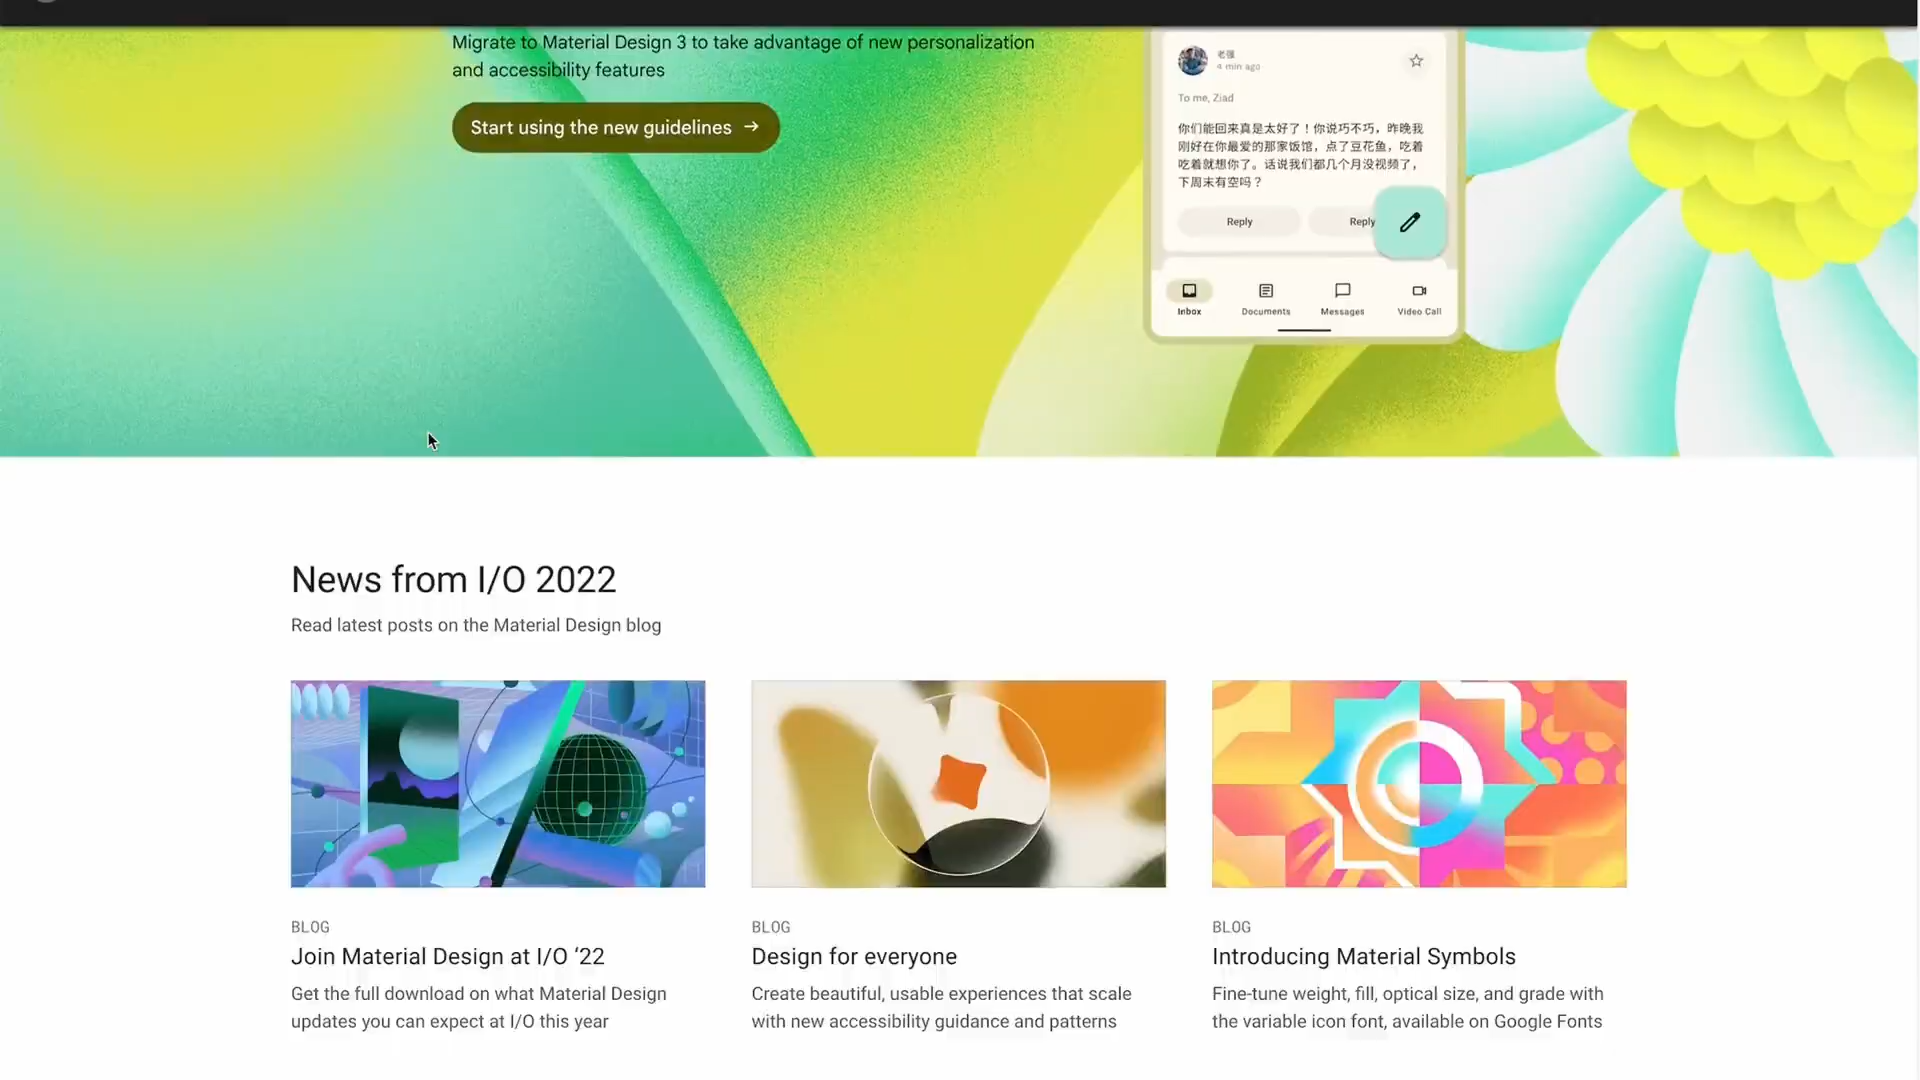 Migrate to Material Design 3 to take advantage of new personalization
and accessibility features
Start using the new guidelines →
老强
4 min ago
To me, Ziad
你们能回来真是太好了！你说巧不巧，昨晚我
刚好在你最爱的那家饭馆，点了豆花鱼，吃着
吃着就想你了。话说我们都几个月没视频了，
下周末有空吗？
Reply
Reply
Inbox
Documents
Messages
Video Call
News from I/O 2022
Read latest posts on the Material Design blog
BLOG
Join Material Design at I/O ‘22
Get the full download on what Material Design
updates you can expect at I/O this year
BLOG
Design for everyone
Create beautiful, usable experiences that scale
with new accessibility guidance and patterns
BLOG
Introducing Material Symbols
Fine-tune weight, fill, optical size, and grade with
the variable icon font, available on Google Fonts